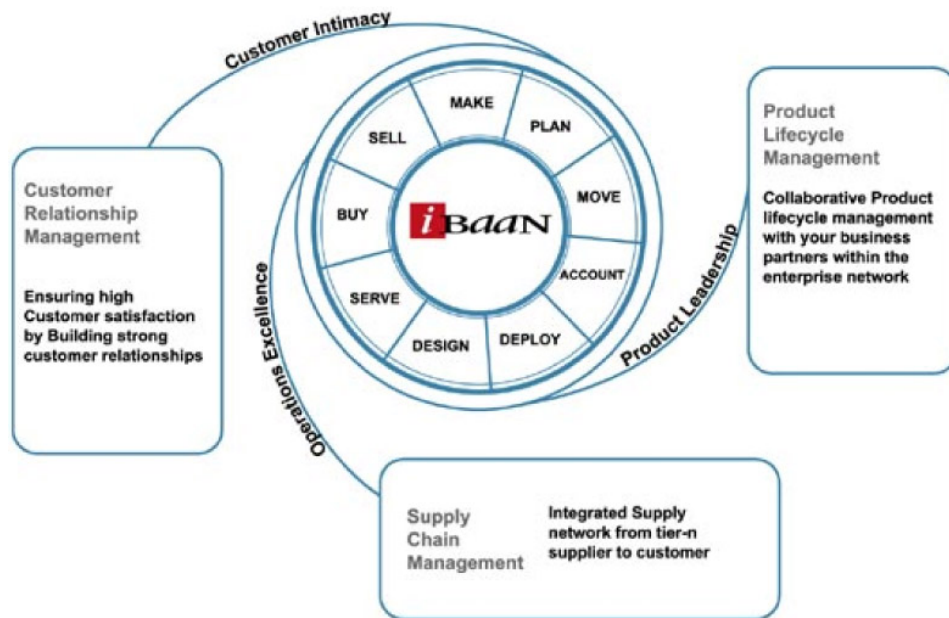 Customer Intimacy
MAKE
PLAN
MOVE
ACCOUNT
DEPLOY
DESIGN
SERVE
BUY
SELL
iBaaN
Customer
Relationship
Management
Ensuring high
Customer satisfaction
by Building strong
customer relationships
Operations Excellence
Product Leadership
Product
Lifecycle
Management
Collaborative Product
lifecycle management
with your business
partners within the
enterprise network
Supply
Chain
Management
Integrated Supply
network from tier-n
supplier to customer